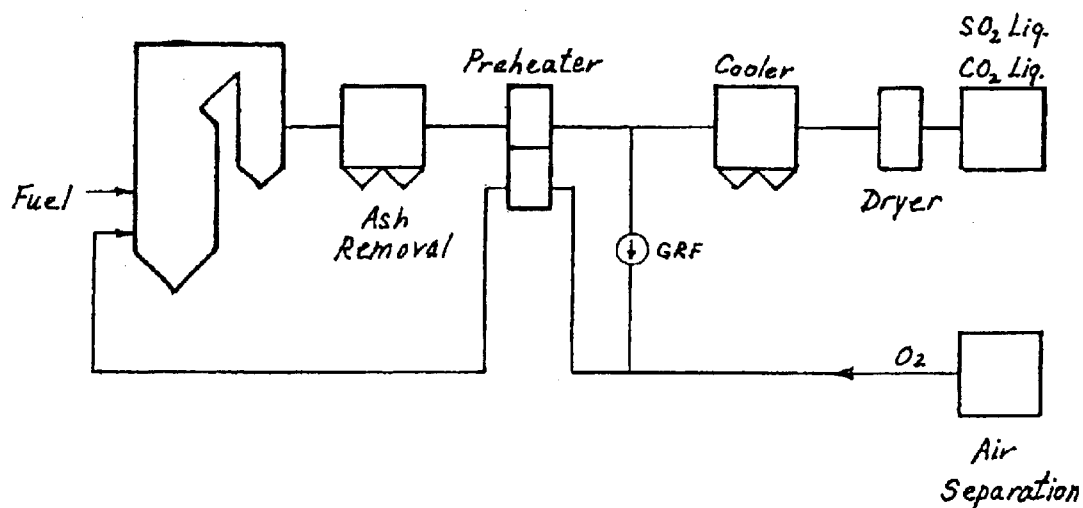 SO2 Liq.
CO2 Liq.
Preheater
Cooler
Fuel
Ash
Removal
Dryer
GRF
O2
Air
Separation